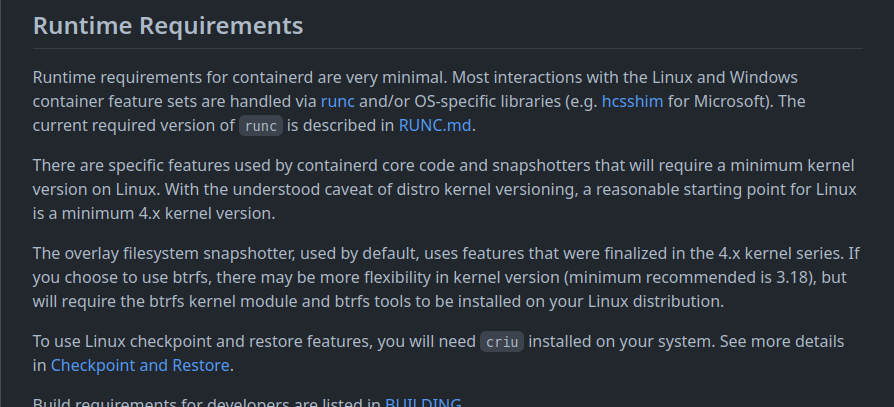 Runtime Requirements
Runtime requirements for containerd are very minimal. Most interactions with the Linux and Windows
container feature sets are handled via runc and/or OS-specific libraries (e.g. hcsshim for Microsoft). The
current required version of runc is described in RUNC.md.
There are specific features used by containerd core code and snapshotters that will require a minimum kernel
version on Linux. With the understood caveat of distro kernel versioning, a reasonable starting point for Linux
is a minimum 4.x kernel version.
The overlay filesystem snapshotter, used by default, uses features that were finalized in the 4.x kernel series. If
you choose to use btrfs, there may be more flexibility in kernel version (minimum recommended is 3.18), but
will require the btrfs kernel module and btrfs tools to be installed on your Linux distribution.
To use Linux checkpoint and restore features, you will need criu installed on your system. See more details
in Checkpoint and Restore.
Build requirements for developers are listed in BUILDING.